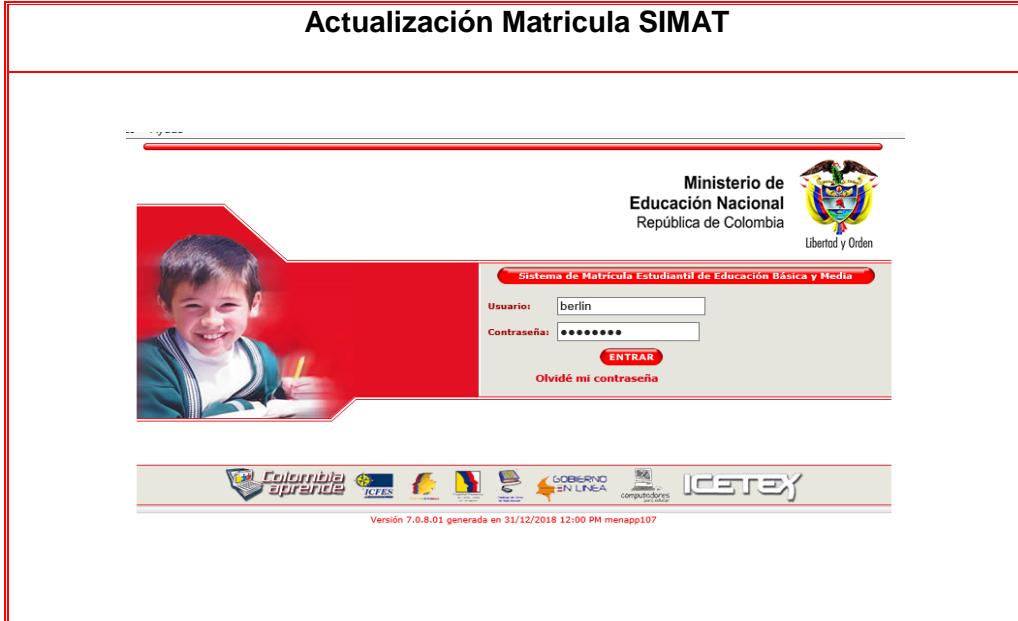 Actualización Matricula SIMAT
Ministerio de
Educación Nacional
República de Colombia
Libertad y Orden
Sistema de Matrícula Estudiantil de Educación Básica y Media
Usuario: berlin
Contraseña: ●●●●●●●●
ENTRAR
Olvidé mi contraseña
Colombia
aprende
ICFES
GOBIERNO
EN LINEA
computadores
para educar
ICETEX
Versión 7.0.8.01 generada en 31/12/2018 12:00 PM menapp107